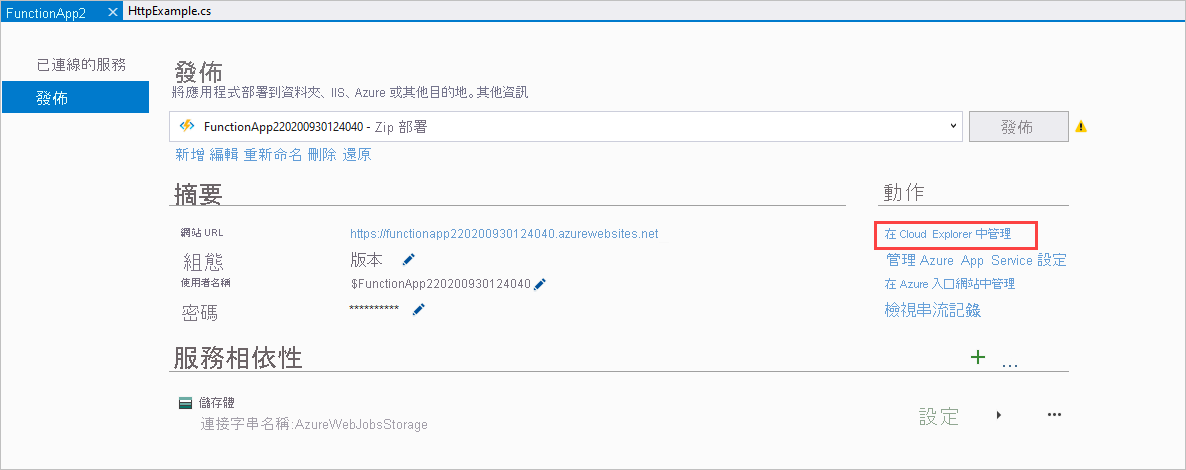 FunctionApp2 ✕ HttpExample.cs
已連線的服務
發佈
發佈
將應用程式部署到資料夾、IIS、Azure 或其他目的地。其他資訊
FunctionApp220200930124040 - Zip 部署
發佈
新增 編輯 重新命名 刪除 還原
摘要
動作
網站 URL
https://functionapp220200930124040.azurewebsites.net
在 Cloud Explorer 中管理
組態
版本
管理 Azure App Service 設定
使用者名稱
$FunctionApp220200930124040
在 Azure 入口網站中管理
密碼
**********
檢視串流記錄
服務相依性
+ ...
儲存體
連接字串名稱:AzureWebJobsStorage
設定
...